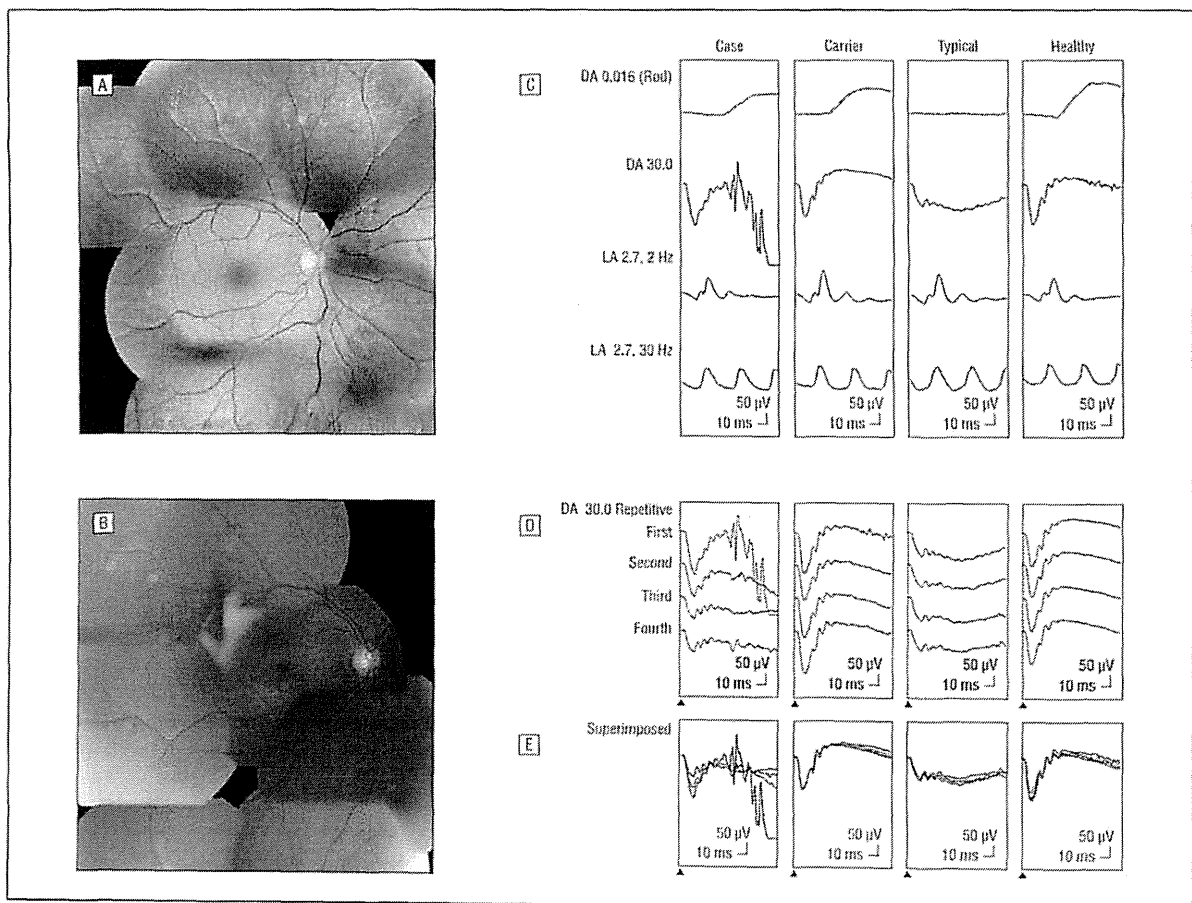 A
C
Case
Carrier
Typical
Healthy
DA 0.016 (Rod)
DA 30.0
LA 2.7, 2 Hz
LA 2.7, 30 Hz
50 µV
10 ms
50 µV
10 ms
50 µV
10 ms
50 µV
10 ms
B
D
DA 30.0 Repetitive
First
Second
Third
Fourth
50 µV
10 ms
50 µV
10 ms
50 µV
10 ms
50 µV
10 ms
E
Superimposed
50 µV
10 ms
50 µV
10 ms
50 µV
10 ms
50 µV
10 ms